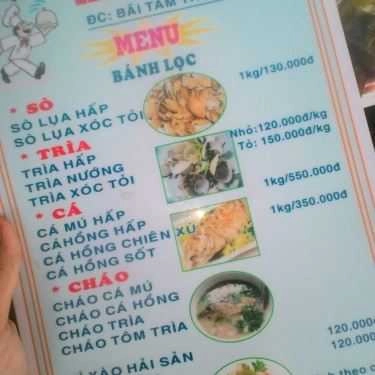 ĐC: BÃI TẮM
MENU
BÁNH LỌC
* SÒ 1kg/130.000đ
SÒ LỤA HẤP
SÒ LỤA XÓC TỎI
* TRÌA Nhỏ:120.000đ/kg
TRÌA HẤP Tỏ: 150.000đ/kg
TRÌA NƯỚNG
TRÌA XÓC TỎI
* CÁ 1kg/550.000đ
CÁ MÚ HẤP
CÁ HỒNG HẤP 1kg/350.000đ
CÁ HỒNG CHIÊN XÙ
CÁ HỒNG SỐT
* CHÁO
CHÁO CÁ MÚ
CHÁO CÁ HỒNG
CHÁO TRÌA 120.000
CHÁO TÔM TRÌA 120.000
XÀO HẢI SẢN
theo